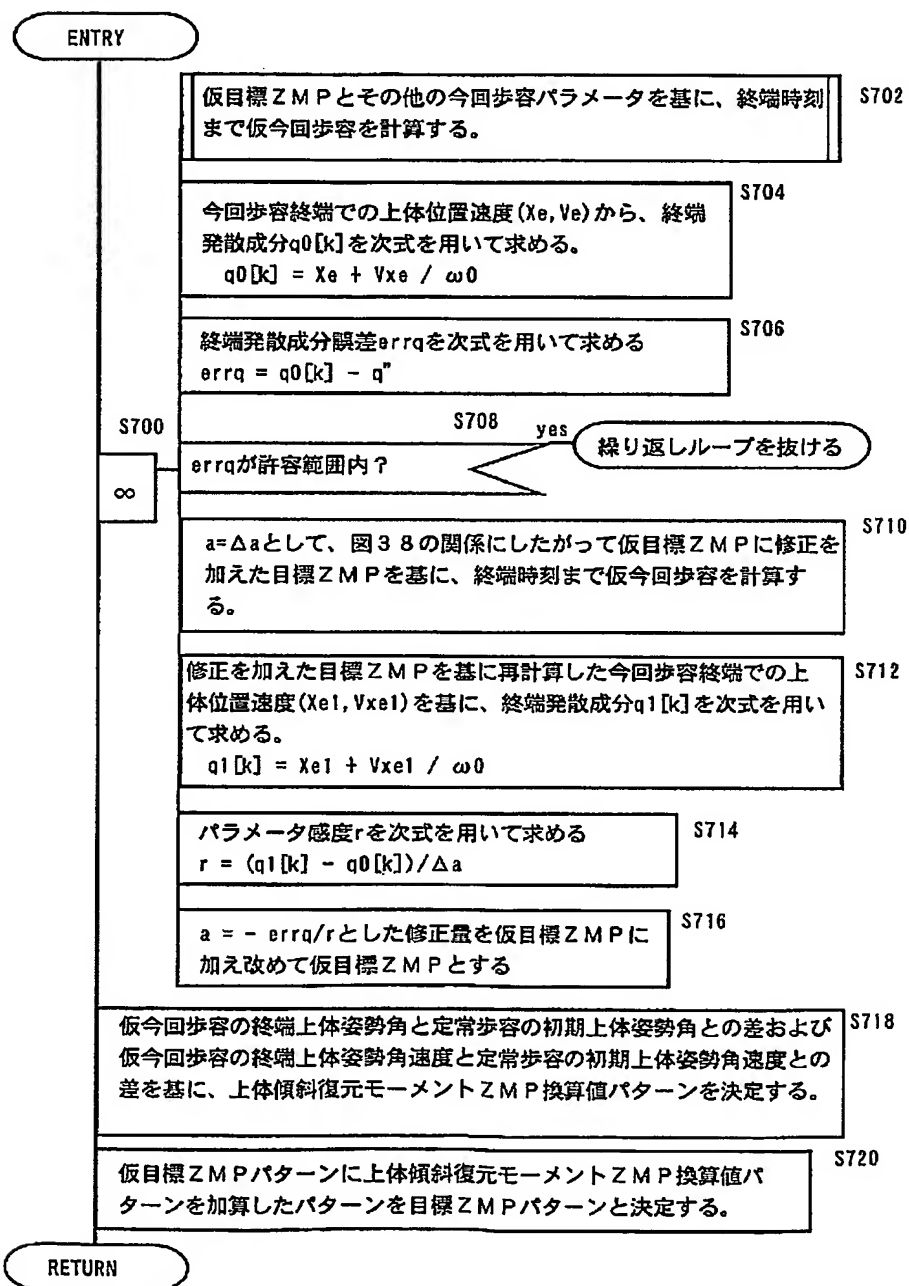 ENTRY
仮目標ZMPとその他の今回歩容パラメータを基に、終端時刻
まで仮今回歩容を計算する。
S702
今回歩容終端での上体位置速度(Xe,Ve)から、終端
発散成分q0[k]を次式を用いて求める。
q0[k] = Xe + Vxe / ω0
S704
終端発散成分誤差errqを次式を用いて求める
errq = q0[k] - q"
S706
S700
∞
S708
errqが許容範囲内?
yes
繰り返しループを抜ける
a=Δaとして、図38の関係にしたがって仮目標ZMPに修正を
加えた目標ZMPを基に、終端時刻まで仮今回歩容を計算す
る。
S710
修正を加えた目標ZMPを基に再計算した今回歩容終端での上
体位置速度(Xe1,Vxe1)を基に、終端発散成分q1[k]を次式を用い
て求める。
q1[k] = Xe1 + Vxe1 / ω0
S712
パラメータ感度rを次式を用いて求める
r = (q1[k] - q0[k])/Δa
S714
a = - errq/rとした修正量を仮目標ZMPに
加え改めて仮目標ZMPとする
S716
仮今回歩容の終端上体姿勢角と定常歩容の初期上体姿勢角との差および
仮今回歩容の終端上体姿勢角速度と定常歩容の初期上体姿勢角速度との
差を基に、上体傾斜復元モーメントZMP換算値パターンを決定する。
S718
仮目標ZMPパターンに上体傾斜復元モーメントZMP換算値パ
ターンを加算したパターンを目標ZMPパターンと決定する。
S720
RETURN